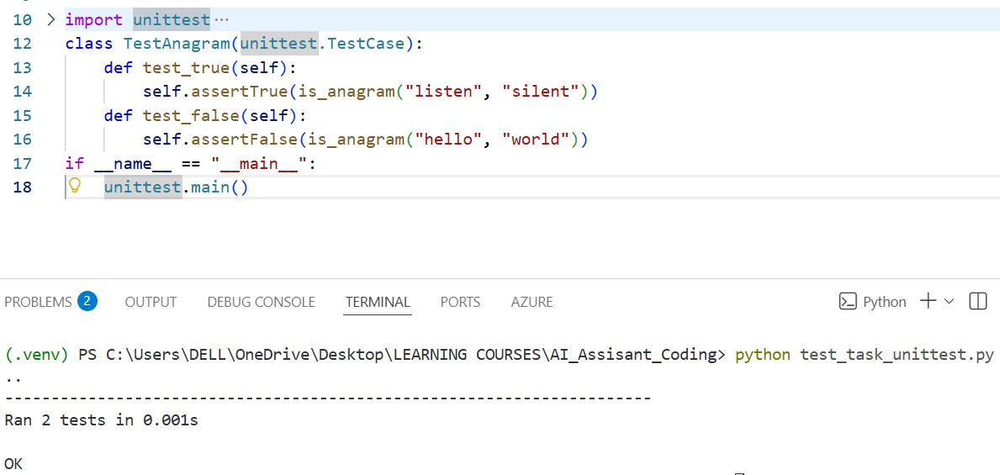 10 > import unittest ...
12 class TestAnagram(unittest.TestCase):
13     def test_true(self):
14         self.assertTrue(is_anagram("listen", "silent"))
15     def test_false(self):
16         self.assertFalse(is_anagram("hello", "world"))
17 if __name__ == "__main__":
18     unittest.main()
PROBLEMS 2 OUTPUT DEBUG CONSOLE TERMINAL PORTS AZURE Python
(.venv) PS C:\Users\DELL\OneDrive\Desktop\LEARNING COURSES\AI_Assisant_Coding> python test_task_unittest.py
..
----------------------------------------------------------------------
Ran 2 tests in 0.001s
OK